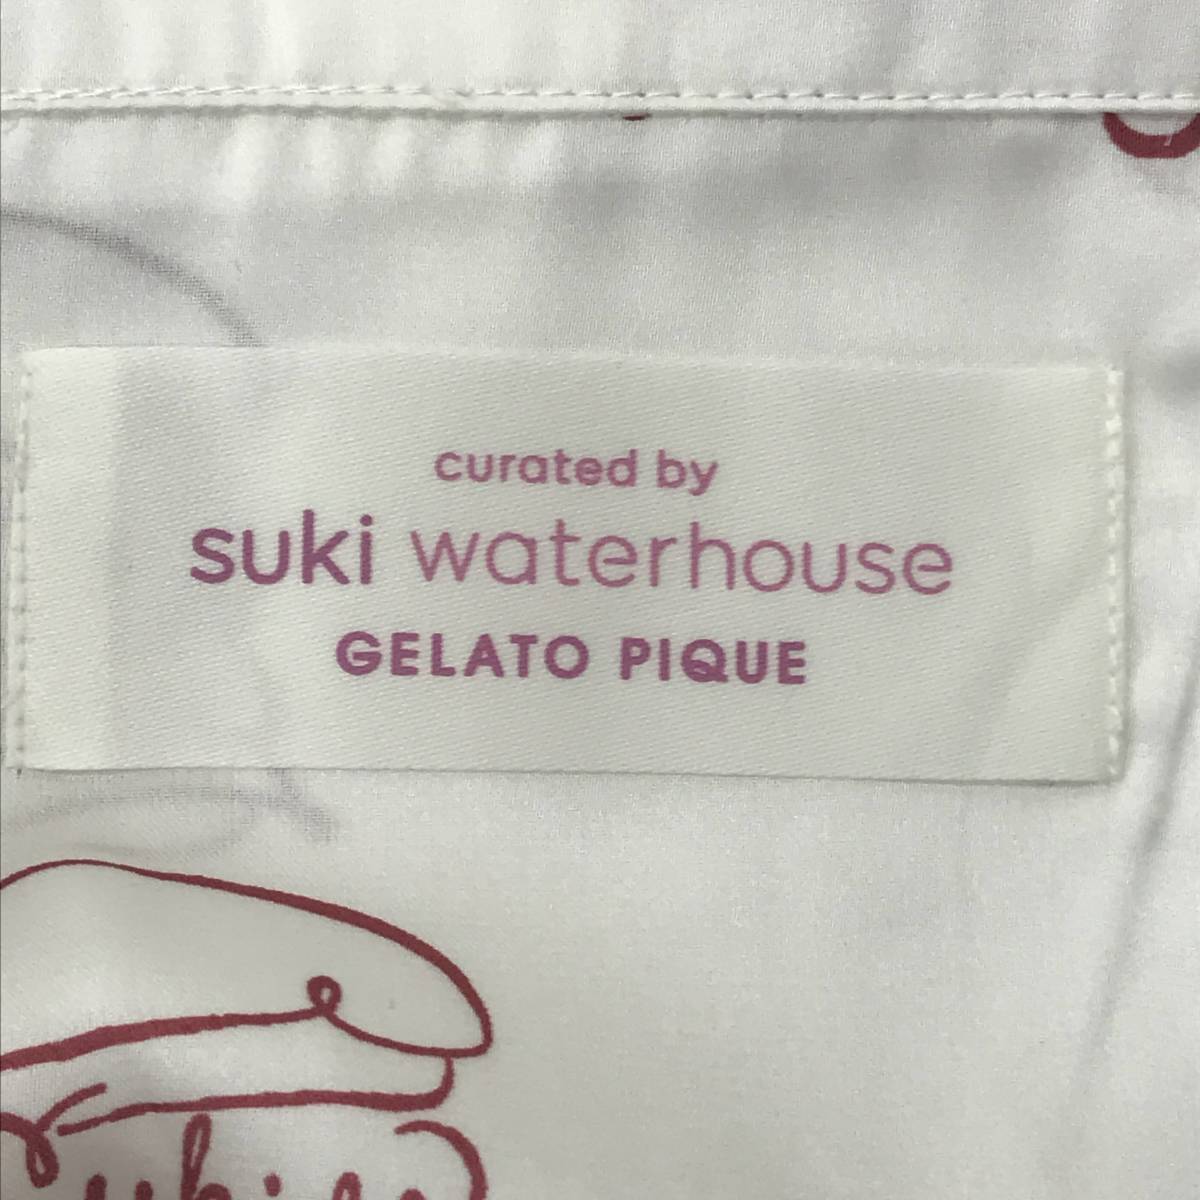 curated by
suki waterhouse
GELATO PIQUE